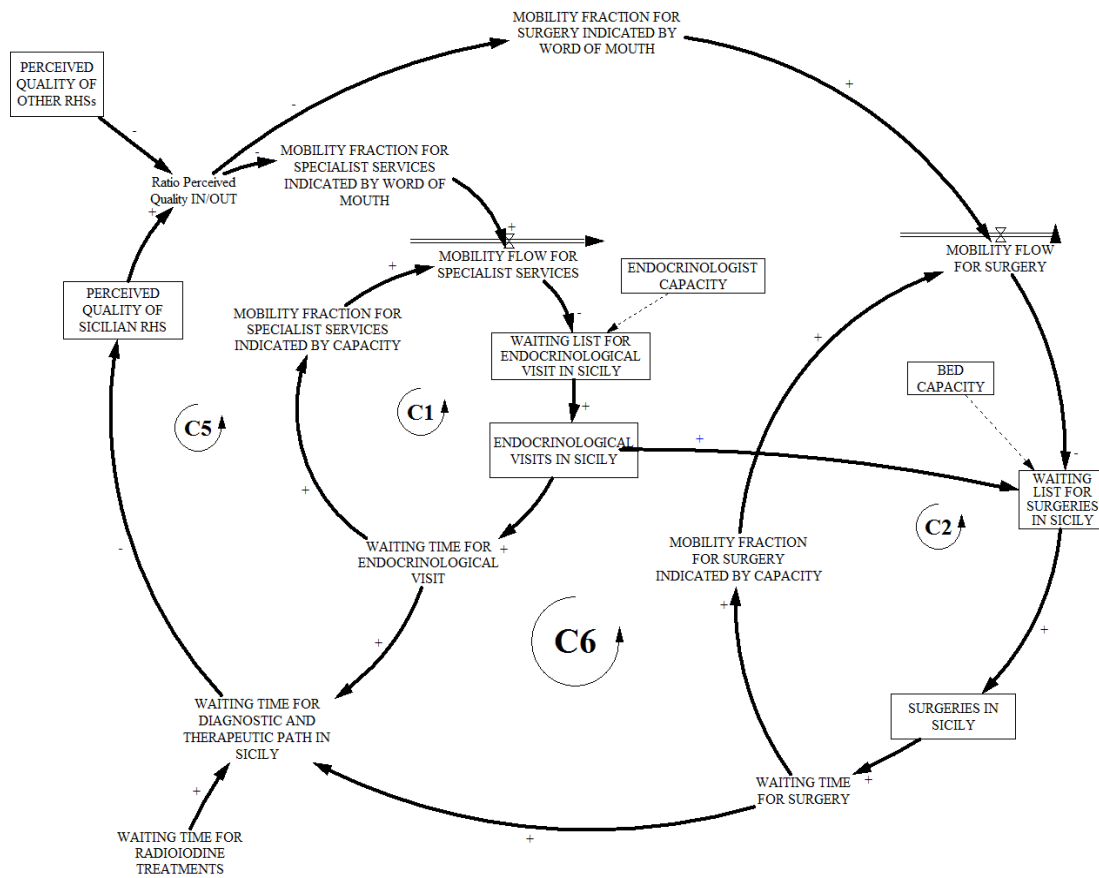 MOBILITY FRACTION FOR
SURGERY INDICATED BY
WORD OF MOUTH
+
PERCEIVED
QUALITY OF
OTHER RHSs
-
-
-
MOBILITY FRACTION FOR
SPECIALIST SERVICES
INDICATED BY WORD OF
MOUTH
Ratio Perceived
Quality IN/OUT
+
+
MOBILITY FLOW FOR
SPECIALIST SERVICES
MOBILITY FLOW
FOR SURGERY
+
ENDOCRINOLOGIST
CAPACITY
PERCEIVED
QUALITY OF
SICILIAN RHS
MOBILITY FRACTION FOR
SPECIALIST SERVICES
INDICATED BY CAPACITY
-
WAITING LIST FOR
ENDOCRINOLOGICAL
VISIT IN SICILY
+
BED
CAPACITY
C5
C1
+
ENDOCRINOLOGICAL
VISITS IN SICILY
+
-
WAITING
LIST FOR
SURGERIES
IN SICILY
C2
+
+
WAITING TIME FOR
ENDOCRINOLOGICAL
VISIT
-
MOBILITY FRACTION
FOR SURGERY
INDICATED BY CAPACITY
+
C6
+
+
WAITING TIME FOR
DIAGNOSTIC AND
THERAPEUTIC PATH IN
SICILY
SURGERIES IN
SICILY
WAITING TIME
FOR SURGERY
+
+
WAITING TIME FOR
RADIOIODINE
TREATMENTS
+